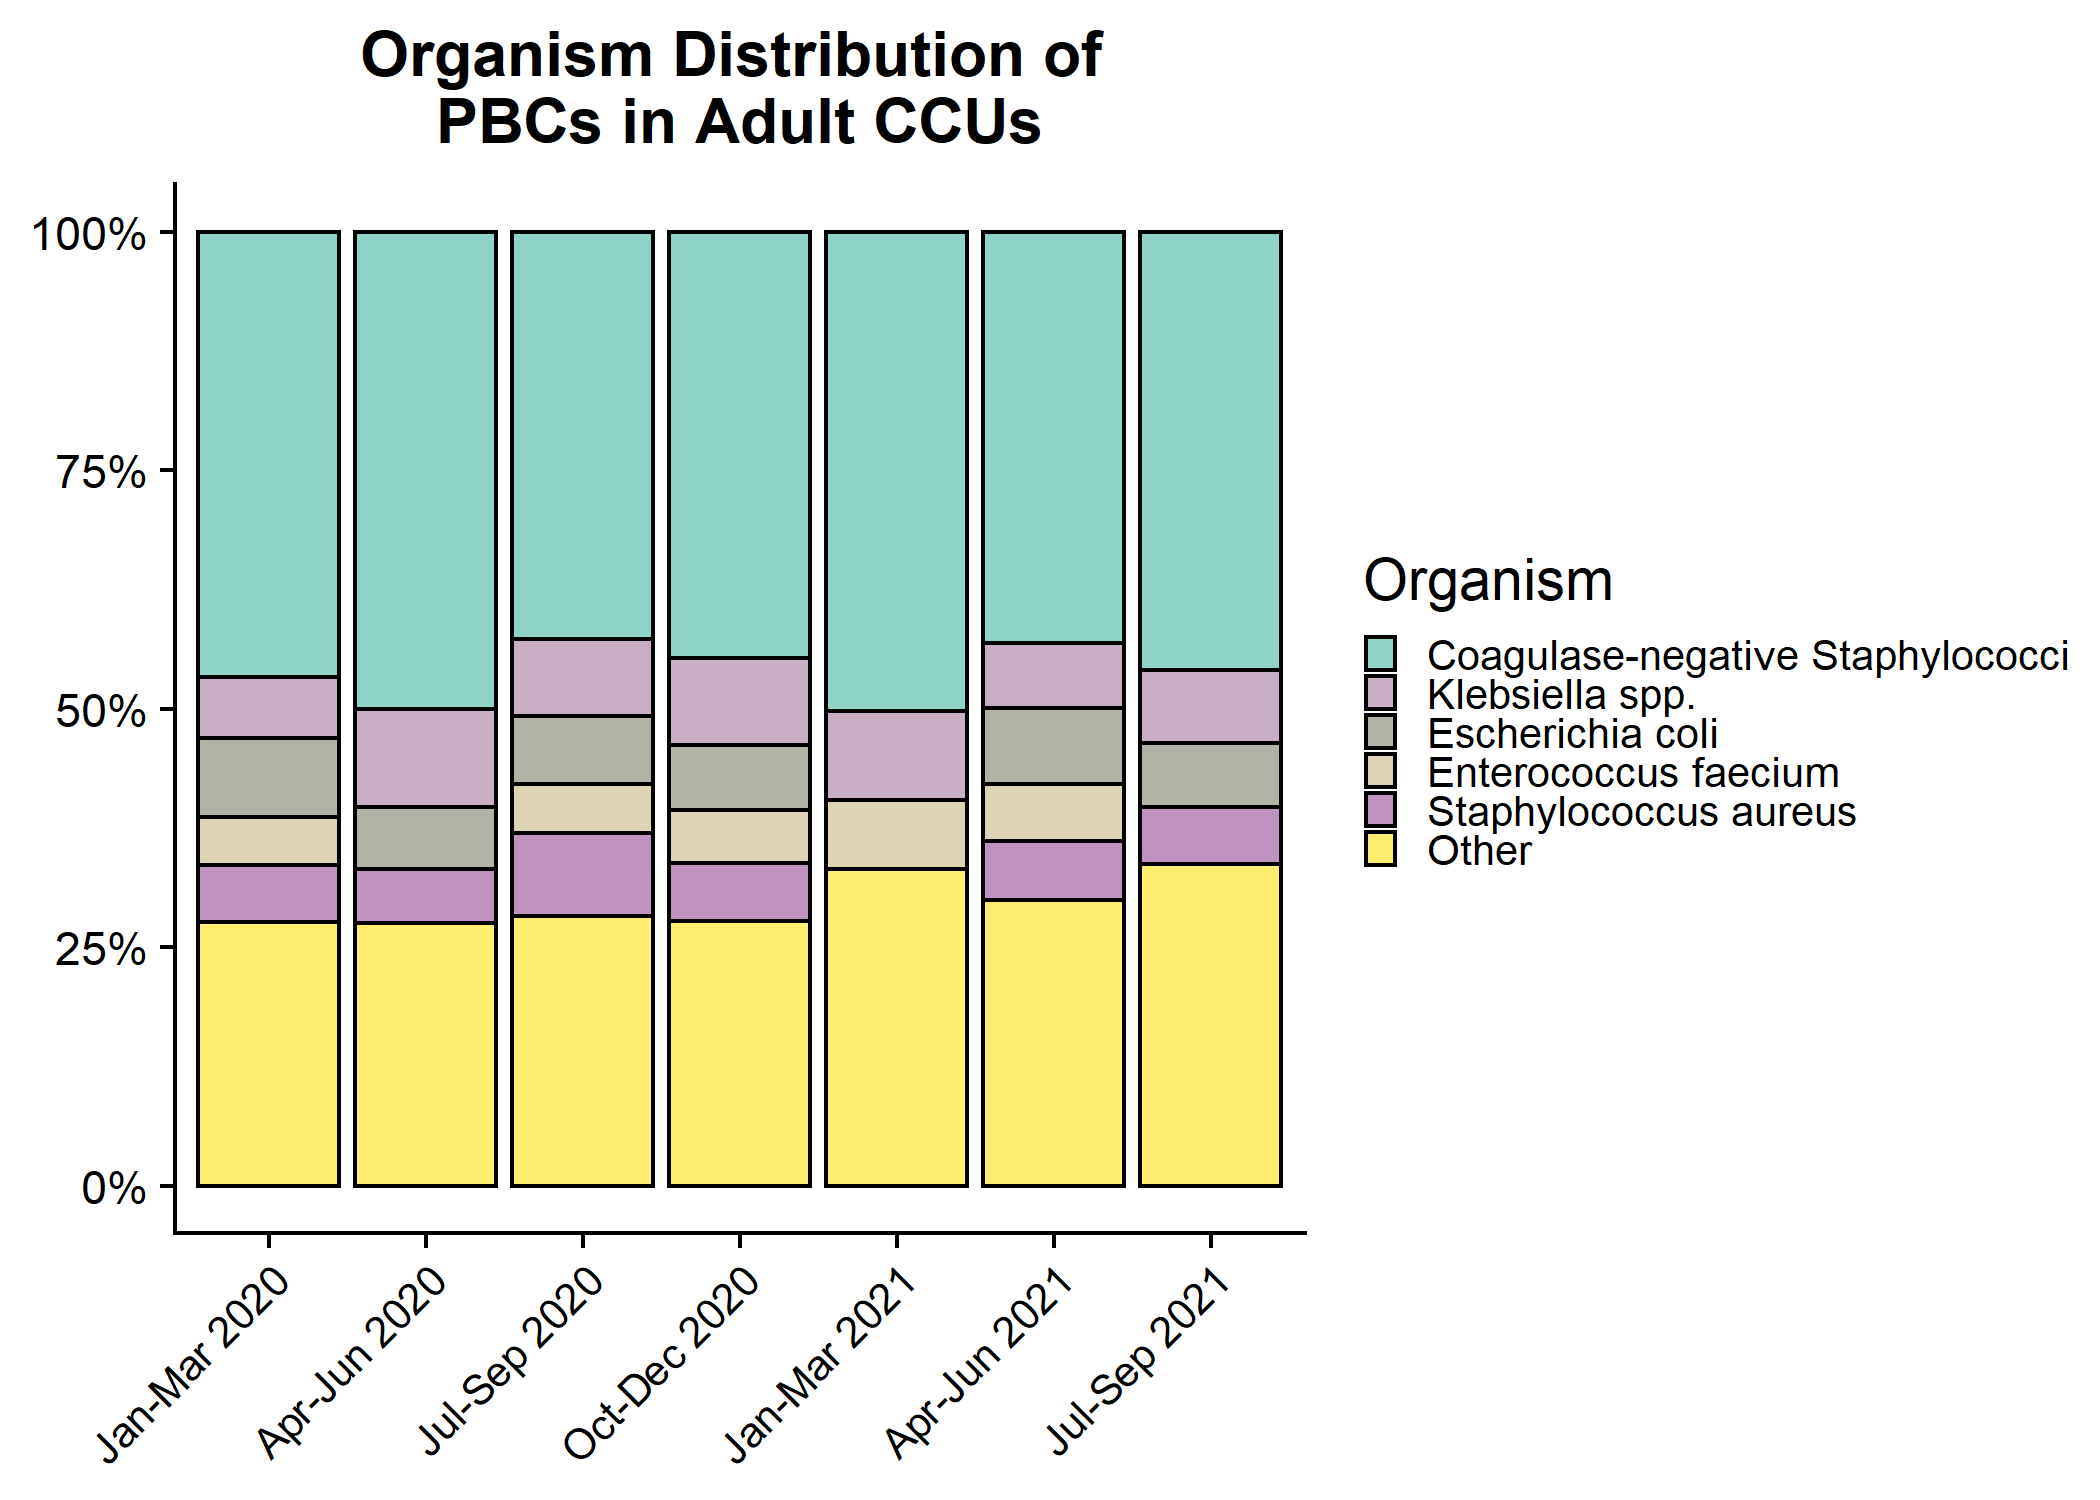 Organism Distribution of
PBCs in Adult CCUs
100%
75%
50%
25%
0%
Jan-Mar 2020
Apr-Jun 2020
Jul-Sep 2020
Oct-Dec 2020
Jan-Mar 2021
Apr-Jun 2021
Jul-Sep 2021
Organism
Coagulase-negative Staphylococci
Klebsiella spp.
Escherichia coli
Enterococcus faecium
Staphylococcus aureus
Other